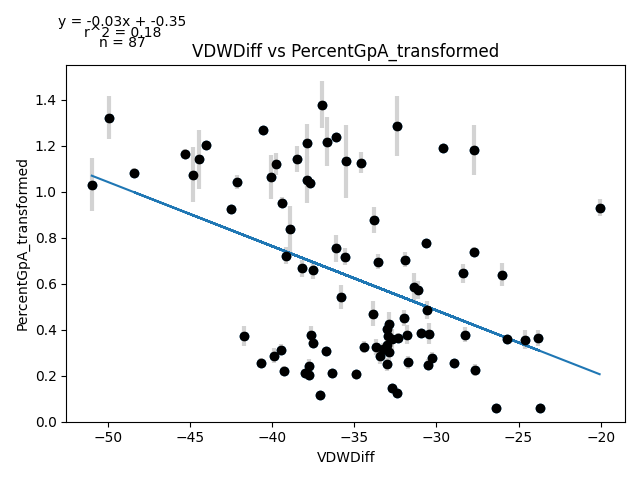 y = -0.03x + -0.35
r^2 = 0.18
n = 87
VDWDiff vs PercentGpA_transformed
1.4
1.2
1.0
0.8
0.6
0.4
0.2
0.0
PercentGpA_transformed
−50
−45
−40
−35
−30
−25
−20
VDWDiff